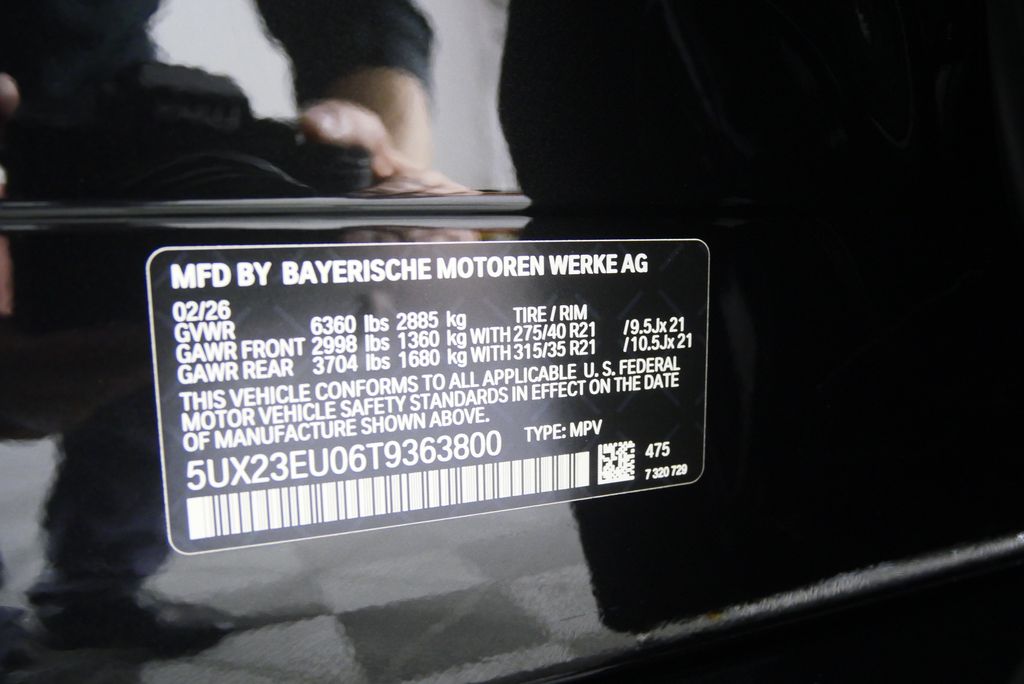 MFD BY BAYERISCHE MOTOREN WERKE AG
02/26 TIRE / RIM
GVWR 6360 lbs 2885 kg
GAWR FRONT 2998 lbs 1360 kg WITH 275/40 R21 /9.5Jx 21
GAWR REAR 3704 lbs 1680 kg WITH 315/35 R21 /10.5Jx 21
THIS VEHICLE CONFORMS TO ALL APPLICABLE U. S. FEDERAL
MOTOR VEHICLE SAFETY STANDARDS IN EFFECT ON THE DATE
OF MANUFACTURE SHOWN ABOVE.
5UX23EU06T9363800 TYPE: MPV
475
7 320 729